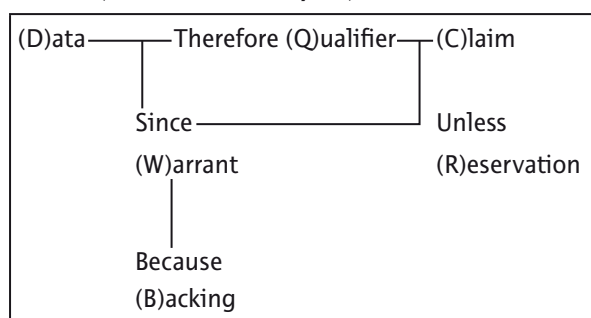 (D)ata Therefore (Q)ualifier (C)laim
Since Unless
(W)arrant (R)eservation
Because
(B)acking